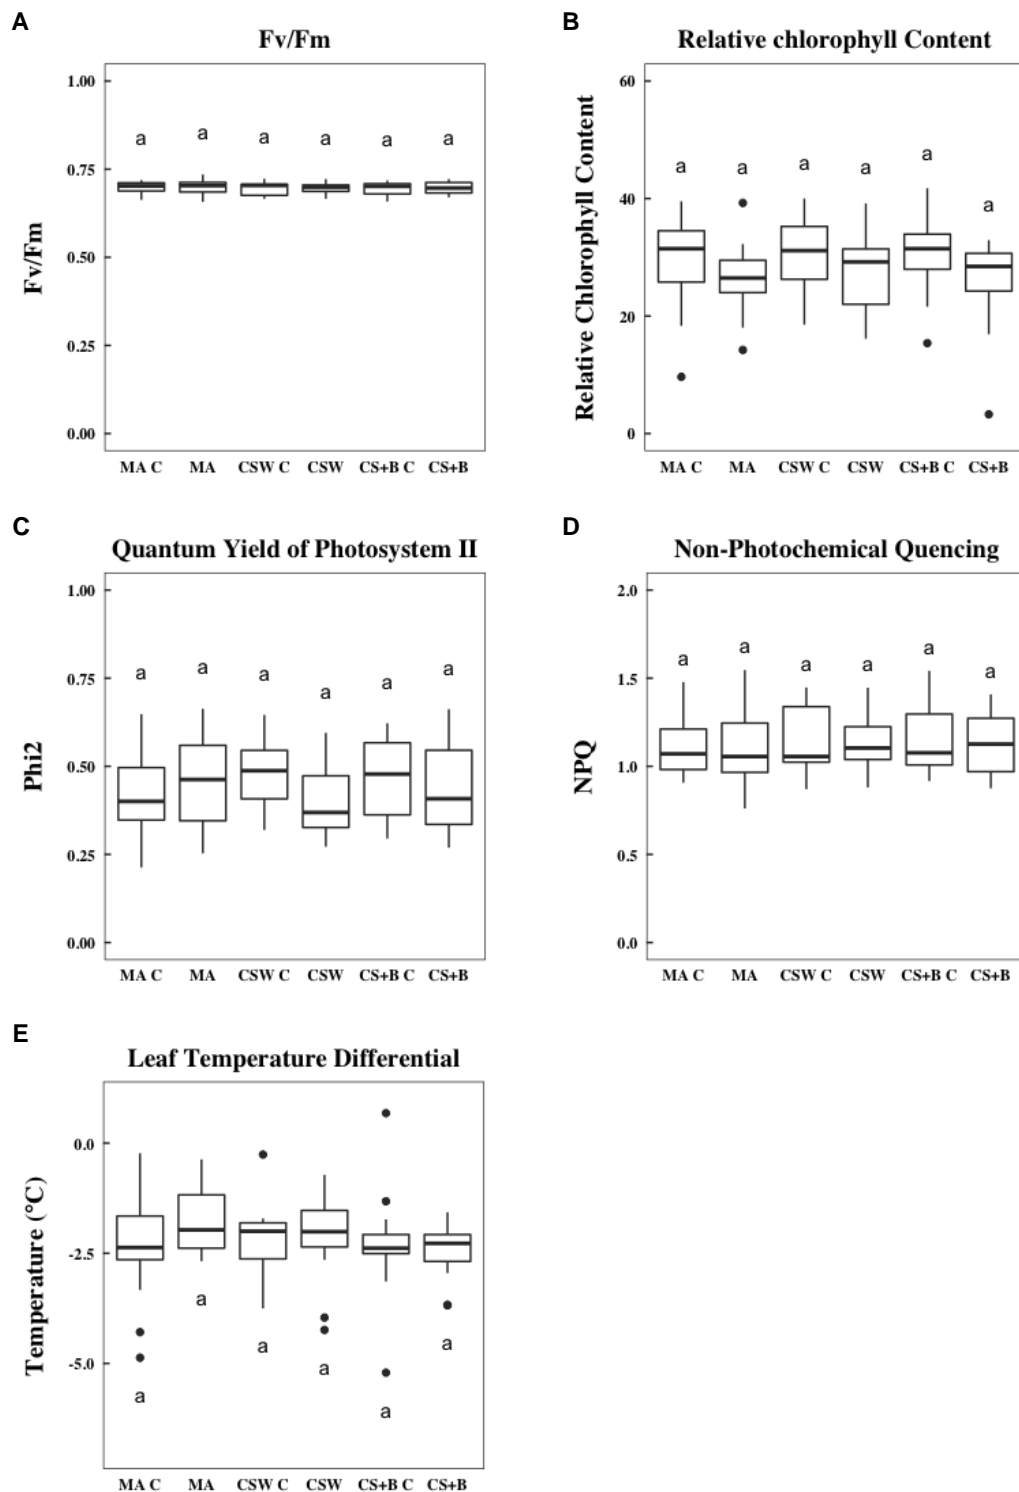 A
Fv/Fm
Fv/Fm
1.00
0.75
0.50
0.25
0.00
a a a a a a
MA C MA CSW C CSW CS+B C CS+B
B
Relative chlorophyll Content
Relative Chlorophyll Content
60
40
20
0
a a a a a a
MA C MA CSW C CSW CS+B C CS+B
C
Quantum Yield of Photosystem II
Phi2
1.00
0.75
0.50
0.25
0.00
a a a a a a
MA C MA CSW C CSW CS+B C CS+B
D
Non-Photochemical Quencing
NPQ
2.0
1.5
1.0
0.5
0.0
a a a a a a
MA C MA CSW C CSW CS+B C CS+B
E
Leaf Temperature Differential
Temperature (°C)
0.0
-2.5
-5.0
a a a a a a
MA C MA CSW C CSW CS+B C CS+B